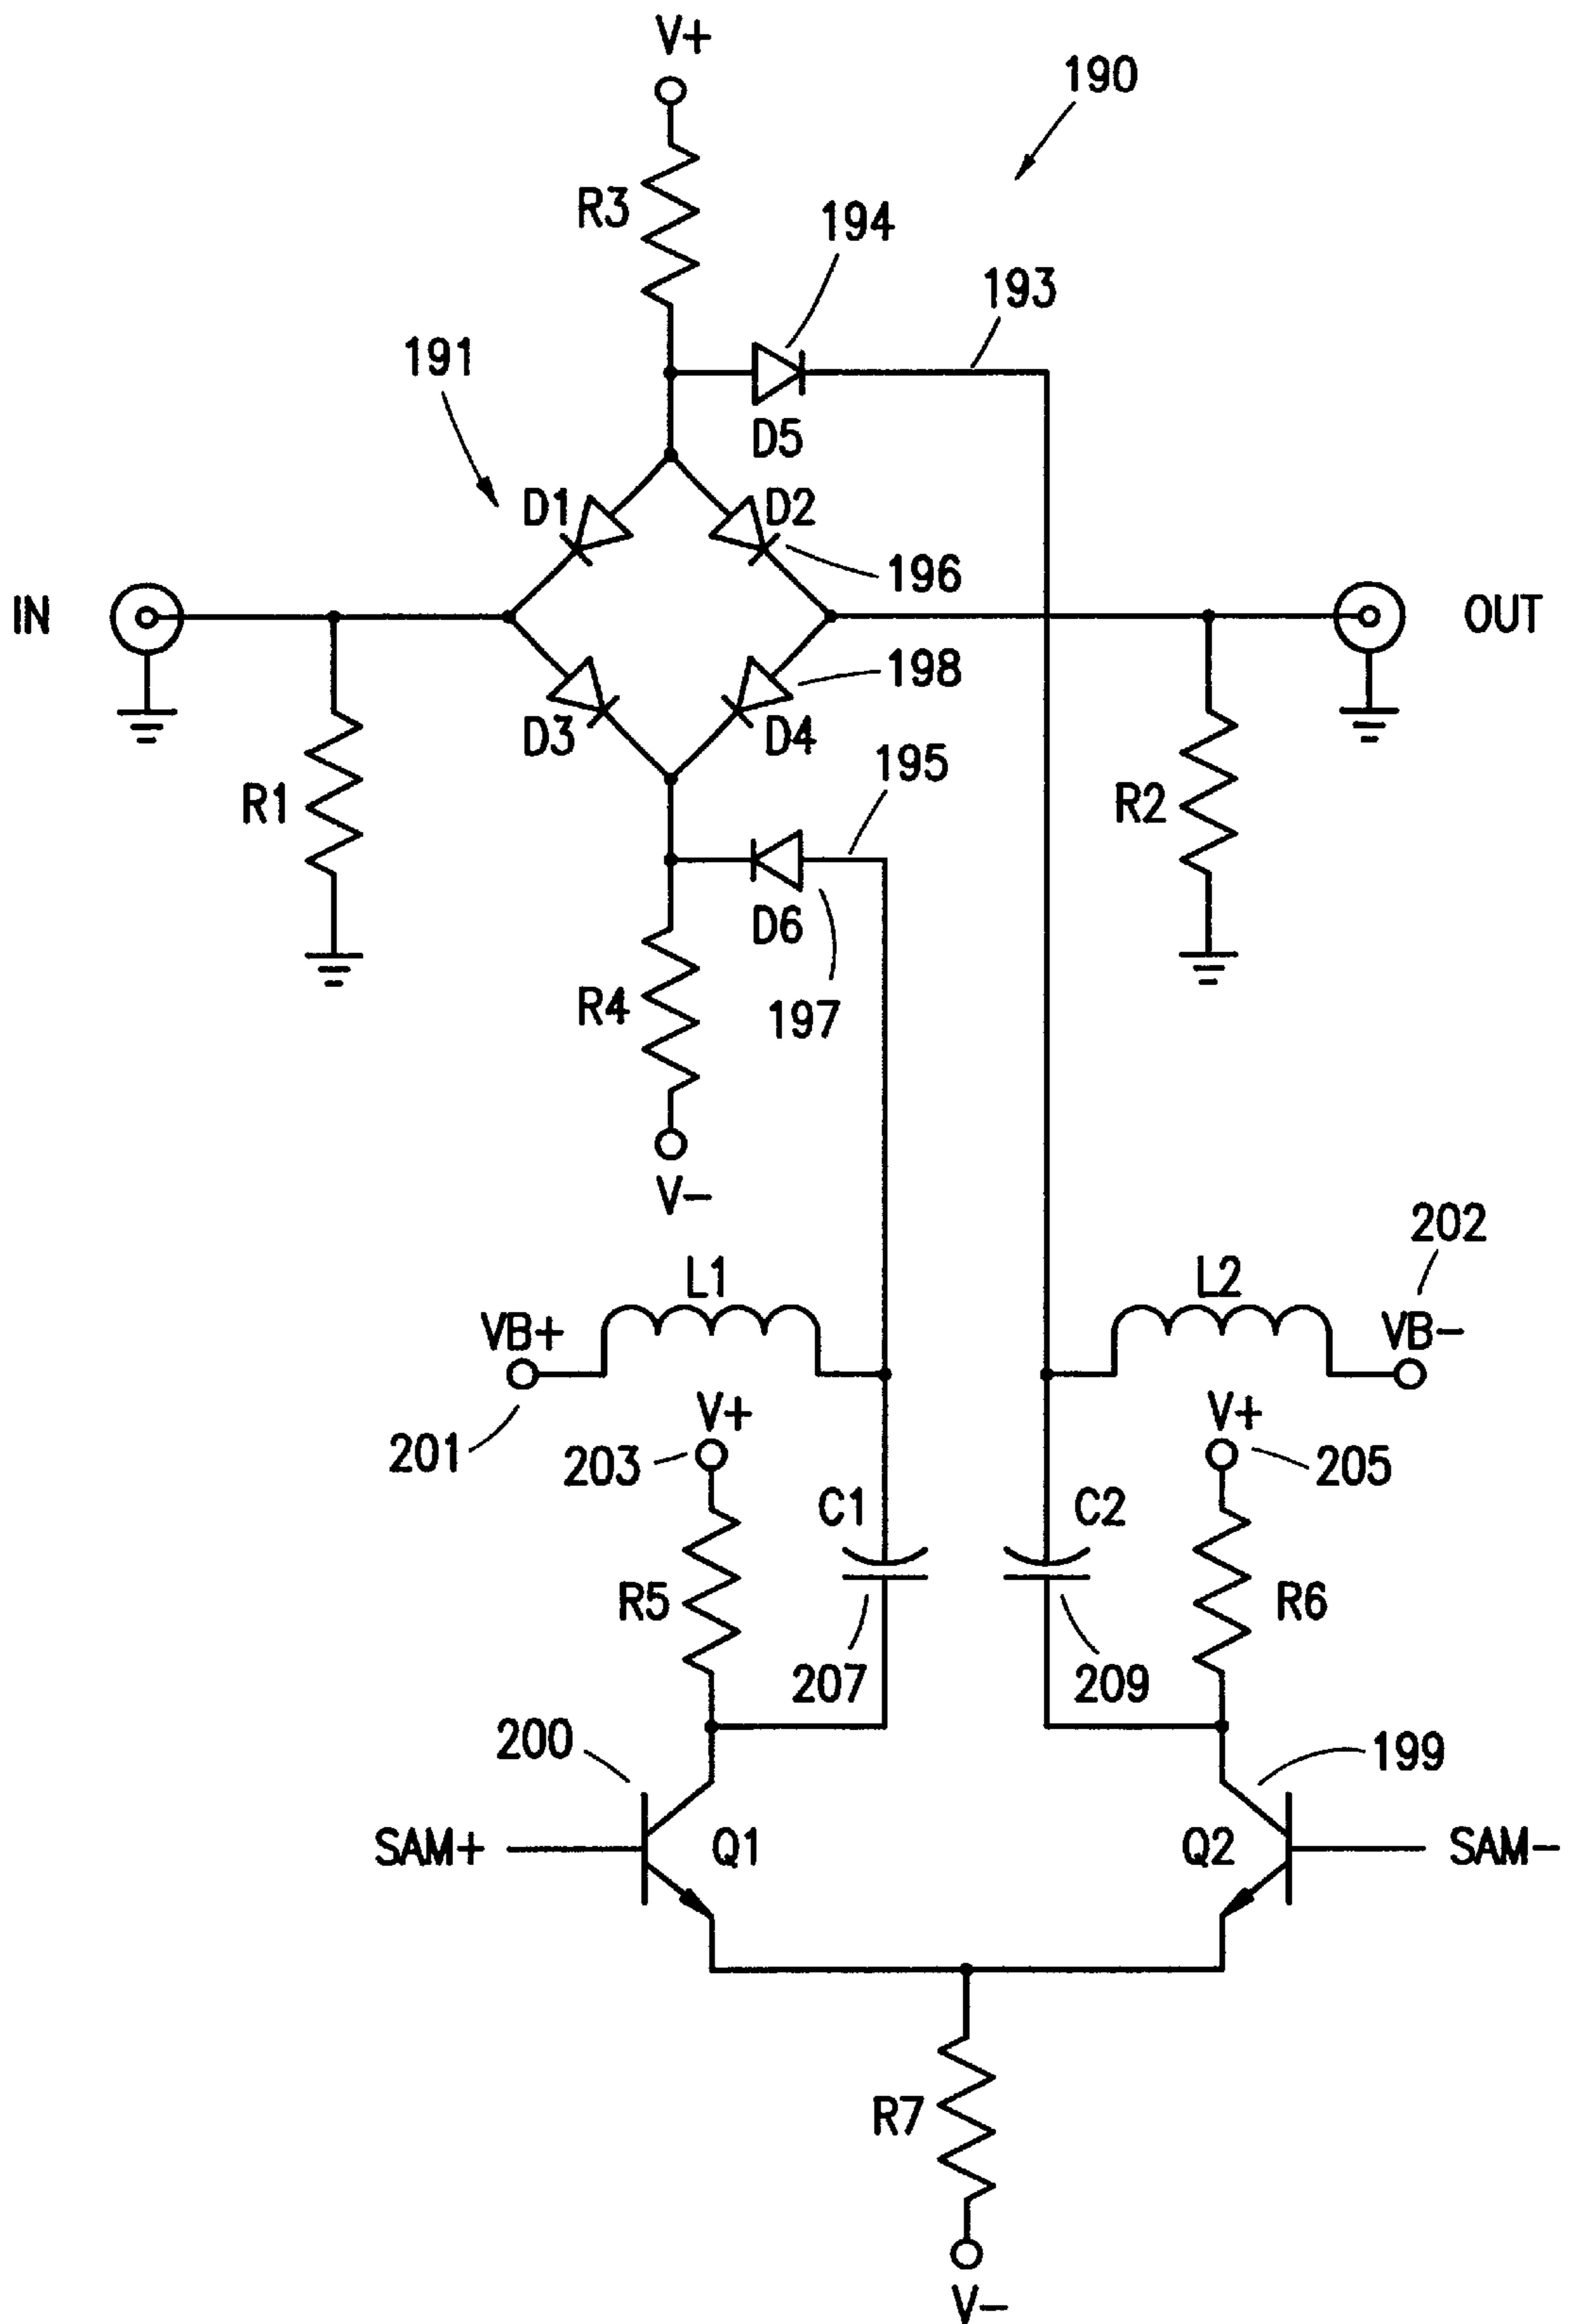 V+
190
R3
194
193
191
D5
D1
D2
196
IN
OUT
198
D3
D4
195
R1
R2
D6
R4
197
V-
202
L1
L2
VB+
VB-
V+
V+
201
203
205
C1
C2
R5
R6
207
209
200
199
SAM+
Q1
Q2
SAM-
R7
V-